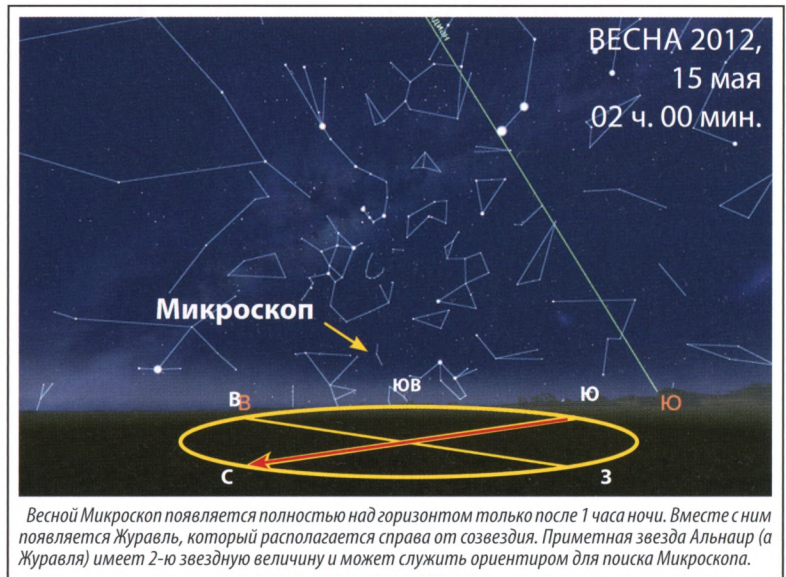 ВЕСНА 2012,
15 мая
02 ч. 00 мин.
Микроскоп
В
В
ЮВ
Ю
Ю
С
З
Весной Микроскоп появляется полностью над горизонтом только после 1 часа ночи. Вместе с ним
появляется Журавль, который располагается справа от созвездия. Приметная звезда Альнаир (а
Журавля) имеет 2-ю звездную величину и может служить ориентиром для поиска Микроскопа.